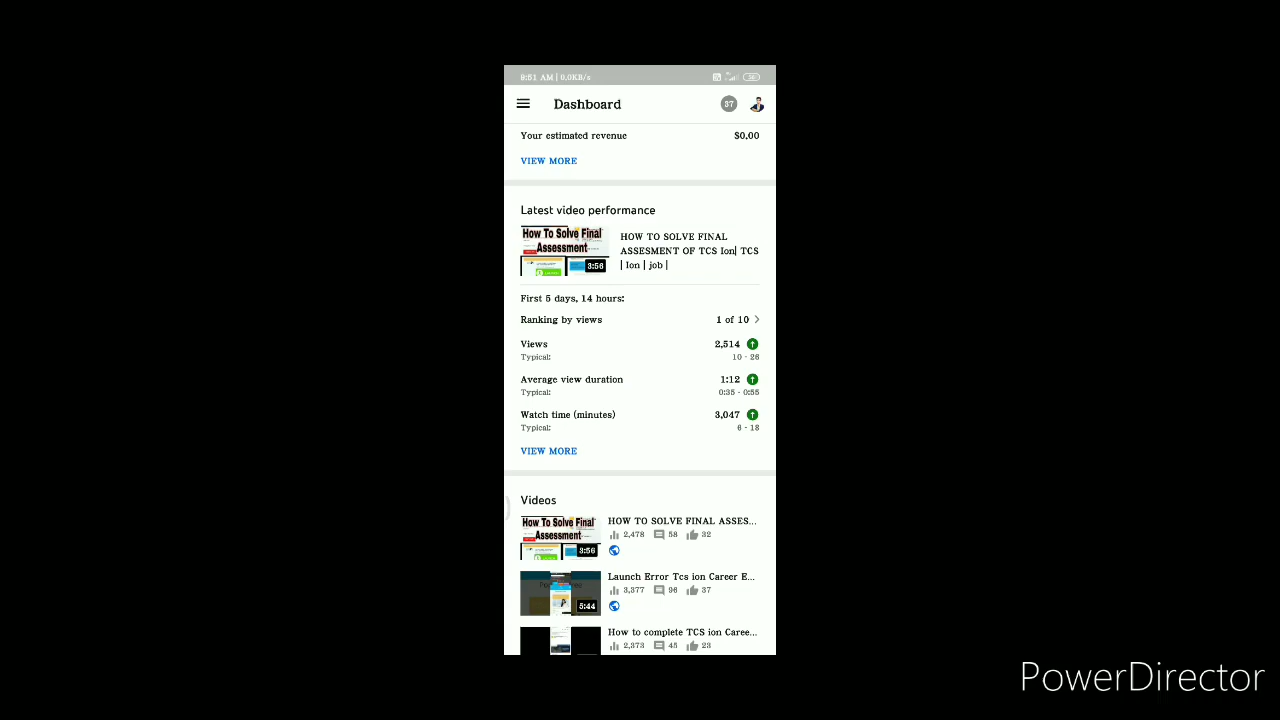 9:51 AM | 0.0KB/s
Dashboard
37
Your estimated revenue $0.00
VIEW MORE
Latest video performance
How To Solve Final
Assessment
3:56
HOW TO SOLVE FINAL
ASSESMENT OF TCS Ion| TCS
| Ion | job |
First 5 days, 14 hours:
Ranking by views 1 of 10
Views 2,514
Typical: 10 - 26
Average view duration 1:12
Typical: 0:35 - 0:55
Watch time (minutes) 3,047
Typical: 6 - 18
VIEW MORE
Videos
How To Solve Final
Assessment
3:56
HOW TO SOLVE FINAL ASSES...
2,478 58 32
5:44
Launch Error Tcs ion Career E...
3,377 96 37
How to complete TCS ion Caree...
2,373 45 23
PowerDirector